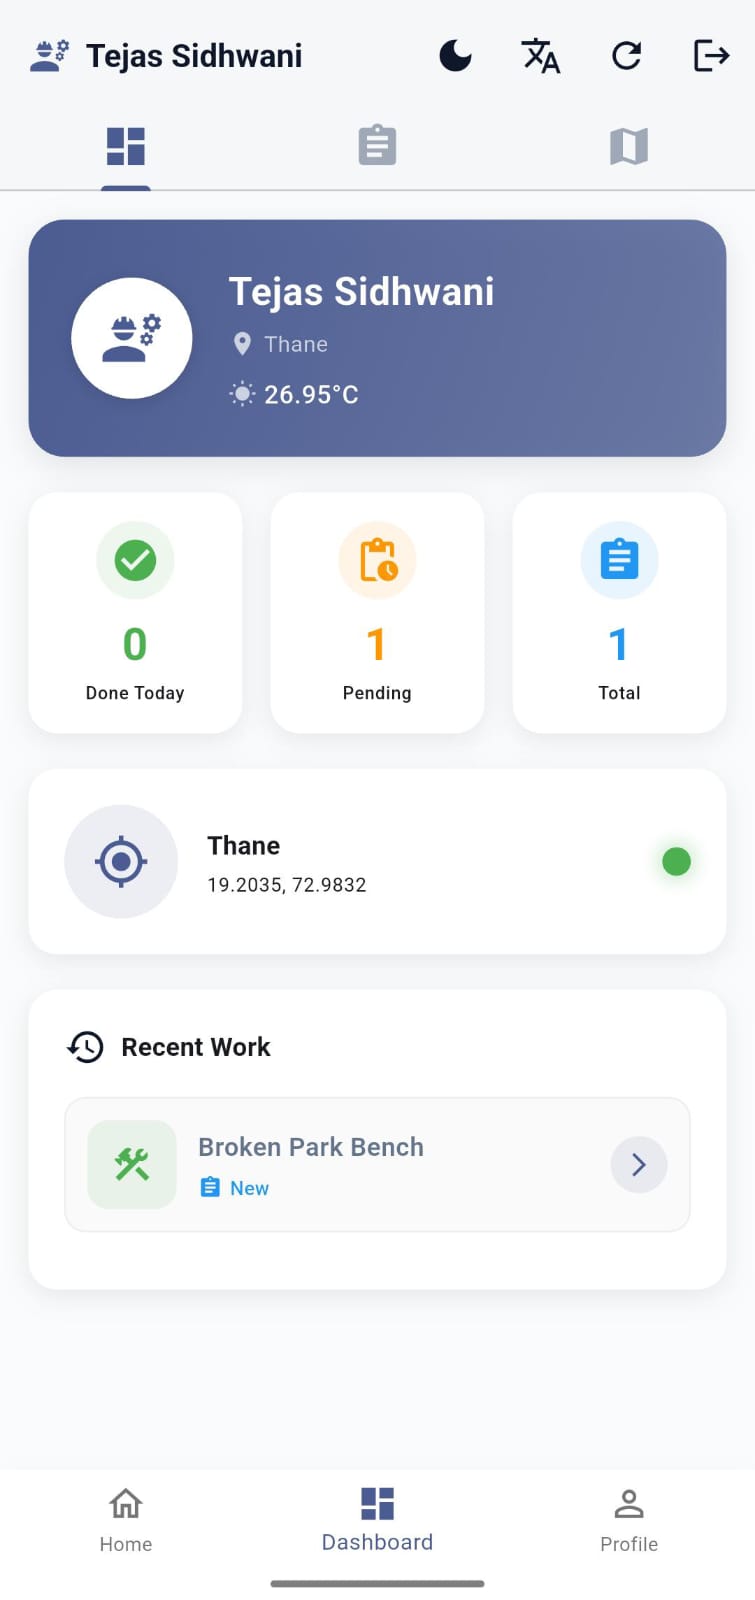 Tejas Sidhwani
Tejas Sidhwani
Thane
26.95°C
0
Done Today
1
Pending
1
Total
Thane
19.2035, 72.9832
Recent Work
Broken Park Bench
New
Home
Dashboard
Profile